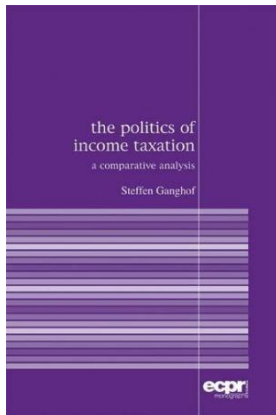 the politics of
income taxation
a comparative analysis
Steffen Ganghof
ecpr
monographs